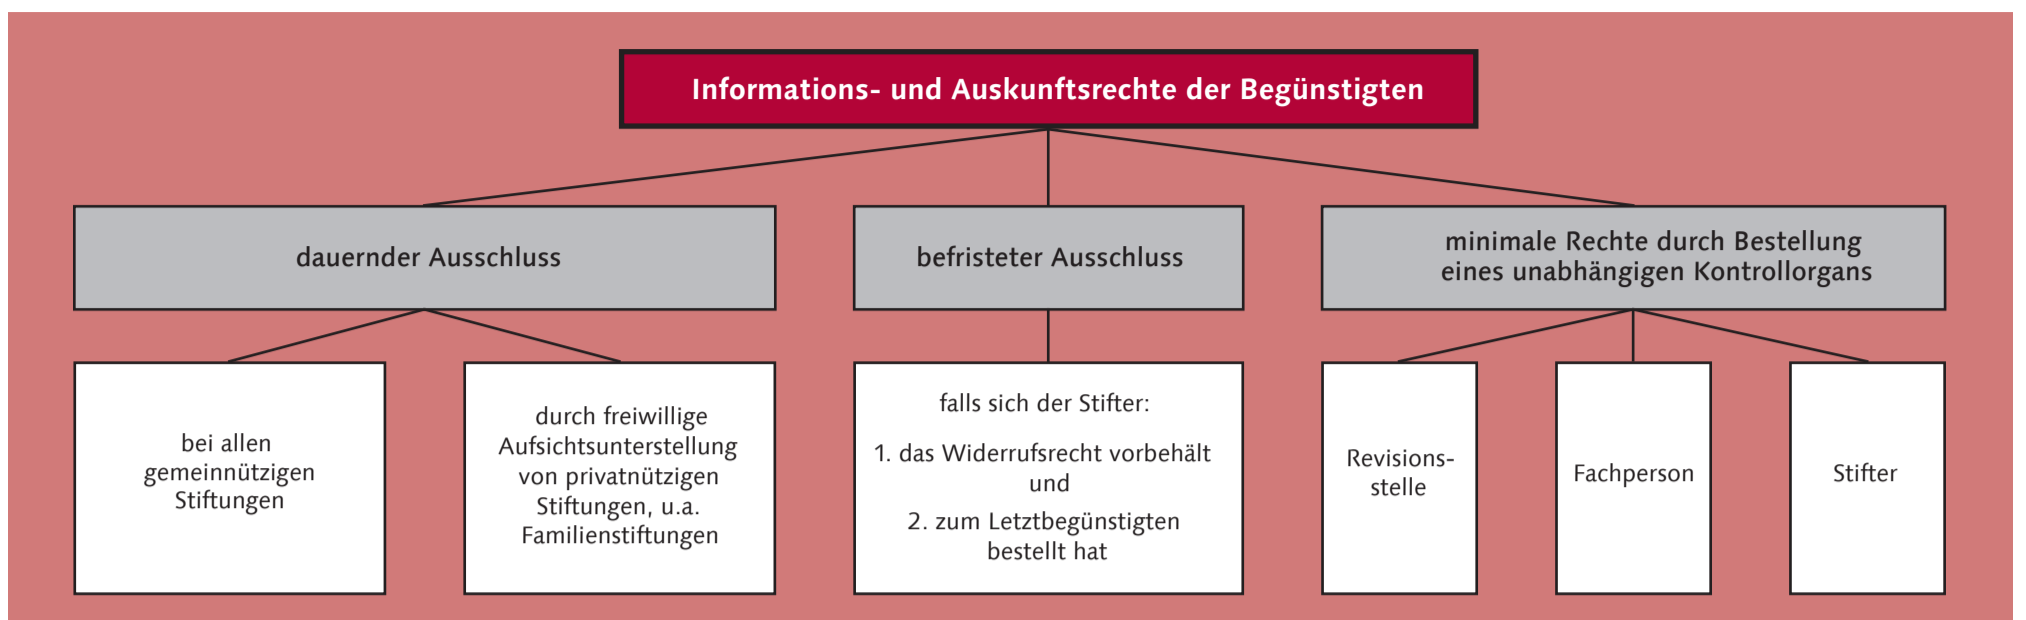 Informations- und Auskunftsrechte der Begünstigten
dauernder Ausschluss
befristeter Ausschluss
minimale Rechte durch Bestellung
eines unabhängigen Kontrollorgans
bei allen
gemeinnützigen
Stiftungen
durch freiwillige
Aufsichtsunterstellung
von privatnützigen
Stiftungen, u.a.
Familienstiftungen
falls sich der Stifter:
1. das Widerrufsrecht vorbehält
und
2. zum Letztbegünstigten
bestellt hat
Revisions-
stelle
Fachperson
Stifter